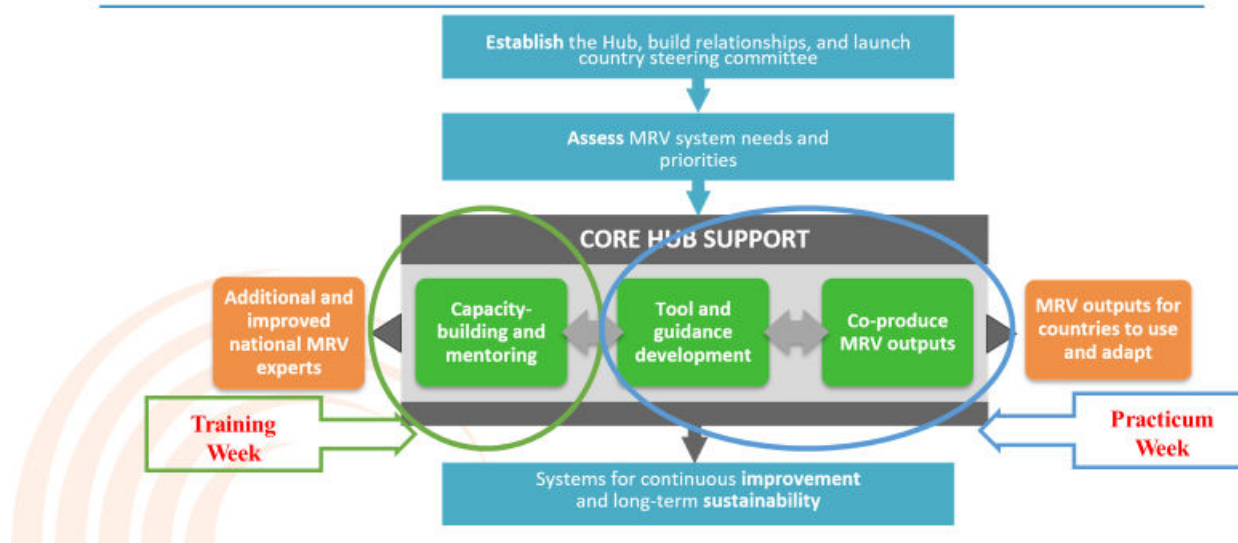 Establish the Hub, build relationships, and launch
country steering committee
Assess MRV system needs and
priorities
CORE HUB SUPPORT
Additional and
improved
national MRV
experts
Capacity-
building and
mentoring
Tool and
guidance
development
Co-produce
MRV outputs
MRV outputs for
countries to use
and adapt
Training
Week
Practicum
Week
Systems for continuous improvement
and long-term sustainability